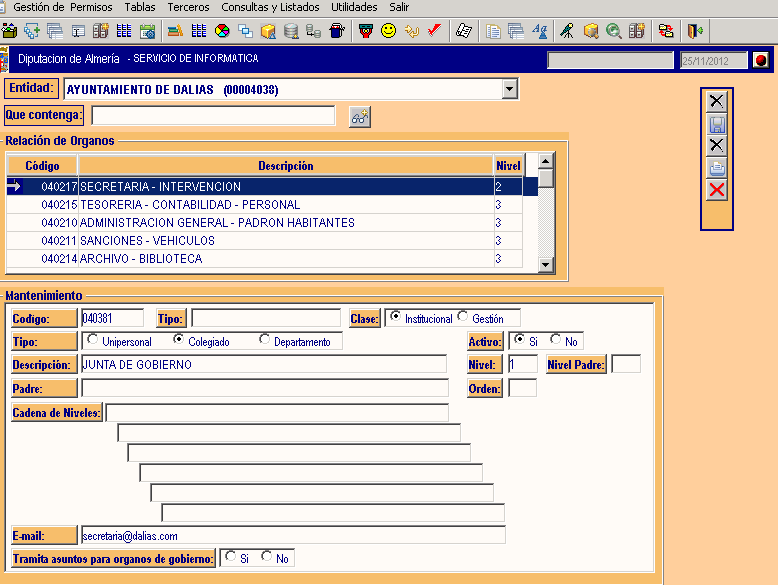 Gestión de Permisos Tablas Terceros Consultas y Listados Utilidades Salir
Diputacion de Almería - SERVICIO DE INFORMATICA
25/11/2012
Entidad: AYUNTAMIENTO DE DALIAS (00004038)
Que contenga:
Relación de Organos
Código Descripción Nivel
040217 SECRETARIA - INTERVENCION 2
040215 TESORERIA - CONTABILIDAD - PERSONAL 3
040210 ADMINISTRACION GENERAL - PADRON HABITANTES 3
040211 SANCIONES - VEHICULOS 3
040214 ARCHIVO - BIBLIOTECA 3
Mantenimiento
Codigo: 040381 Tipo: Clase: Institucional Gestión
Tipo: Unipersonal Colegiado Departamento Activo: Si No
Descripción: JUNTA DE GOBIERNO Nivel: 1 Nivel Padre:
Padre: Orden:
Cadena de Niveles:
E-mail: secretaria@dalias.com
Tramita asuntos para organos de gobierno: Si No